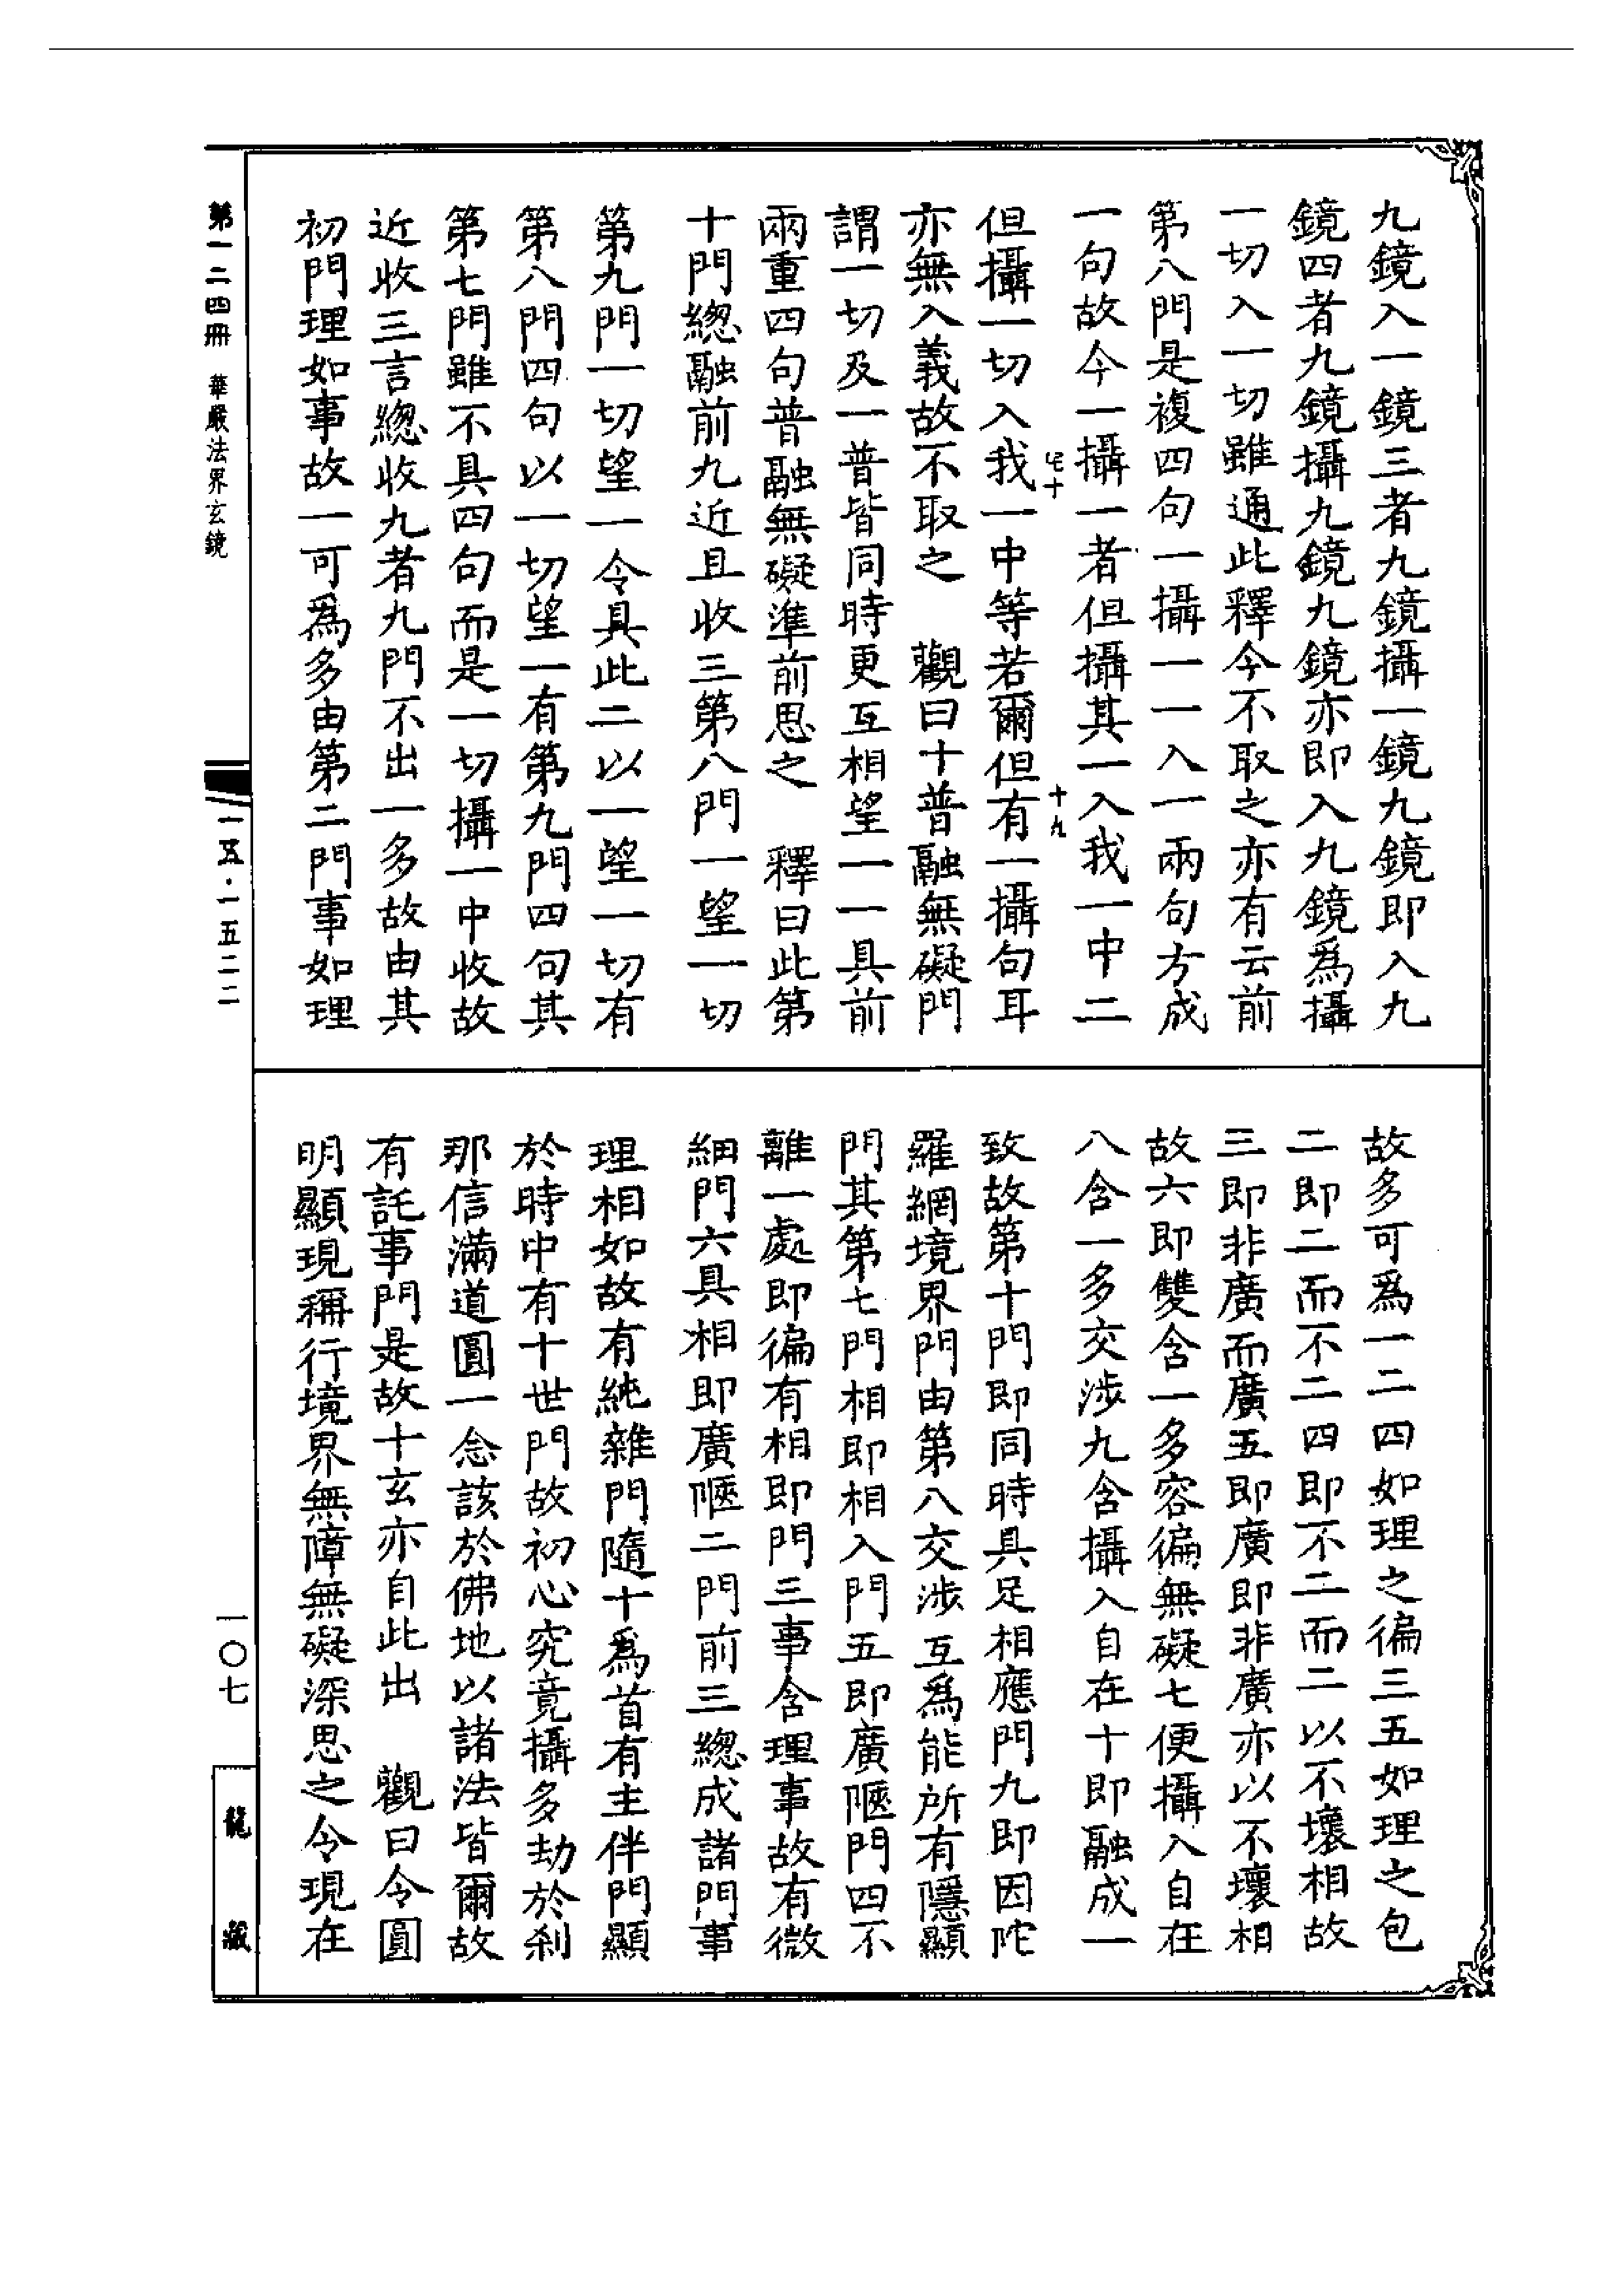 九鏡入一鏡三者九鏡攝一鏡九鏡即入九
鏡四者九鏡攝九鏡九鏡亦即入九鏡為攝
一切入一切雖通此釋今不取之亦有云前
第八門是複四句一攝一一入一兩句方成
一句故今一攝一者但攝其一入我一中二
十九
但攝一切入我一中等若爾但有一攝句耳
亦無入義故不取之　觀曰十普融無礙門
謂一切及一普皆同時更互相望一一具前
兩重四句普融無礙準前思之　釋曰此第
十門總融前九近且收三第八門一望一切
第九門一切望一令具此二以一望一切有
第八門四句以一切望一有第九門四句其
第七門雖不具四句而是一切攝一中收故
近收三言總收九者九門不出一多故由其
初門理如事故一可為多由第二門事如理
故多可為一二四如理之徧三五如理之包
二即二而不二四即不二而二以不壞相故
三即非廣而廣五即廣即非廣亦以不壞相
故六即雙含一多容徧無礙七便攝入自在
八含一多交涉九含攝入自在十即融成一
致故第十門即同時具足相應門九即因陀
羅網境界門由第八交涉互為能所有隱顯
門其第七門相即相入門五即廣陿門四不
離一處即徧有相即門三事含理事故有微
細門六具相即廣陿二門前三總成諸門事
理相如故有純雜門隨十為首有主伴門顯
於時中有十世門故初心究竟攝多劫於剎
那信滿道圓一念該於佛地以諸法皆爾故
有託事門是故十玄亦自此出　觀曰令圓
明顯現稱行境界無障無礙深思之令現在
第一二四冊　華嚴法界玄鏡
一五·一五二二
一〇七
龍藏